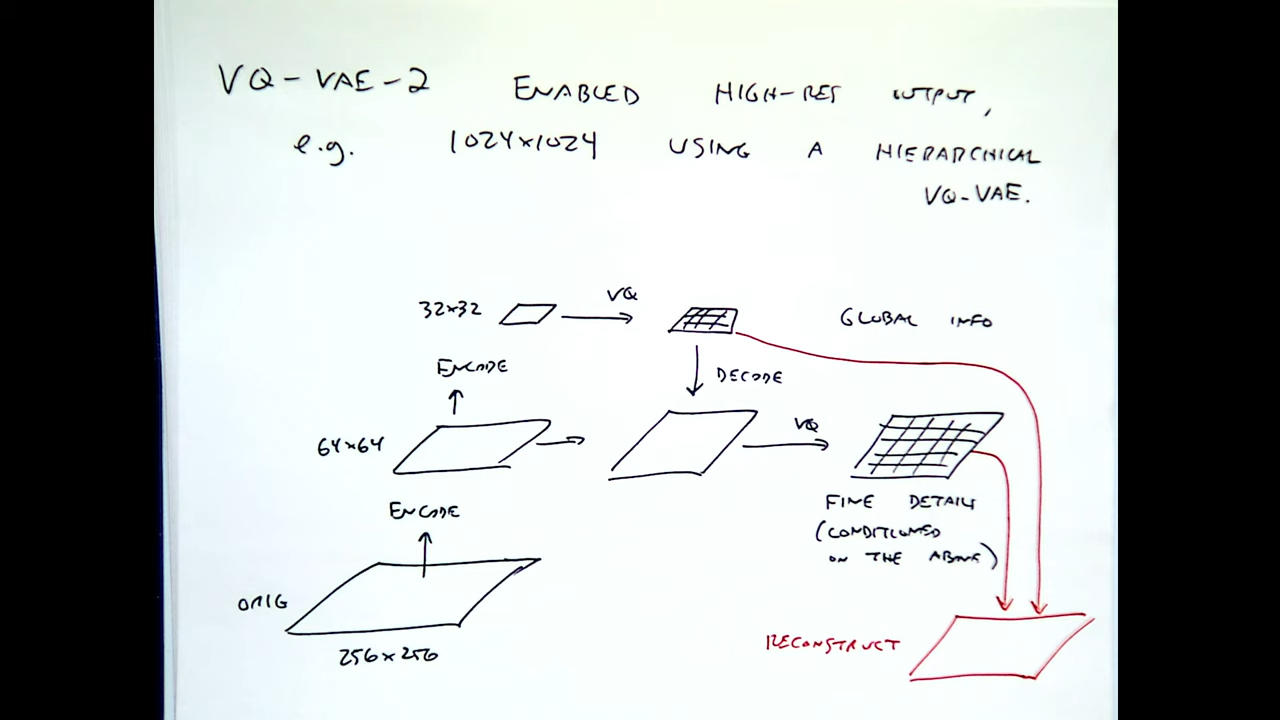 VQ-VAE-2 ENABLED HIGH-RES OUTPUT,
e.g. 1024x1024 USING A HIERARCHICAL
VQ-VAE.
32x32
VQ
GLOBAL INFO
ENCODE
DECODE
64x64
VQ
ENCODE
FINE DETAILS
(CONDITIONED
ON THE ABOVE)
ORIG
RECONSTRUCT
256x256